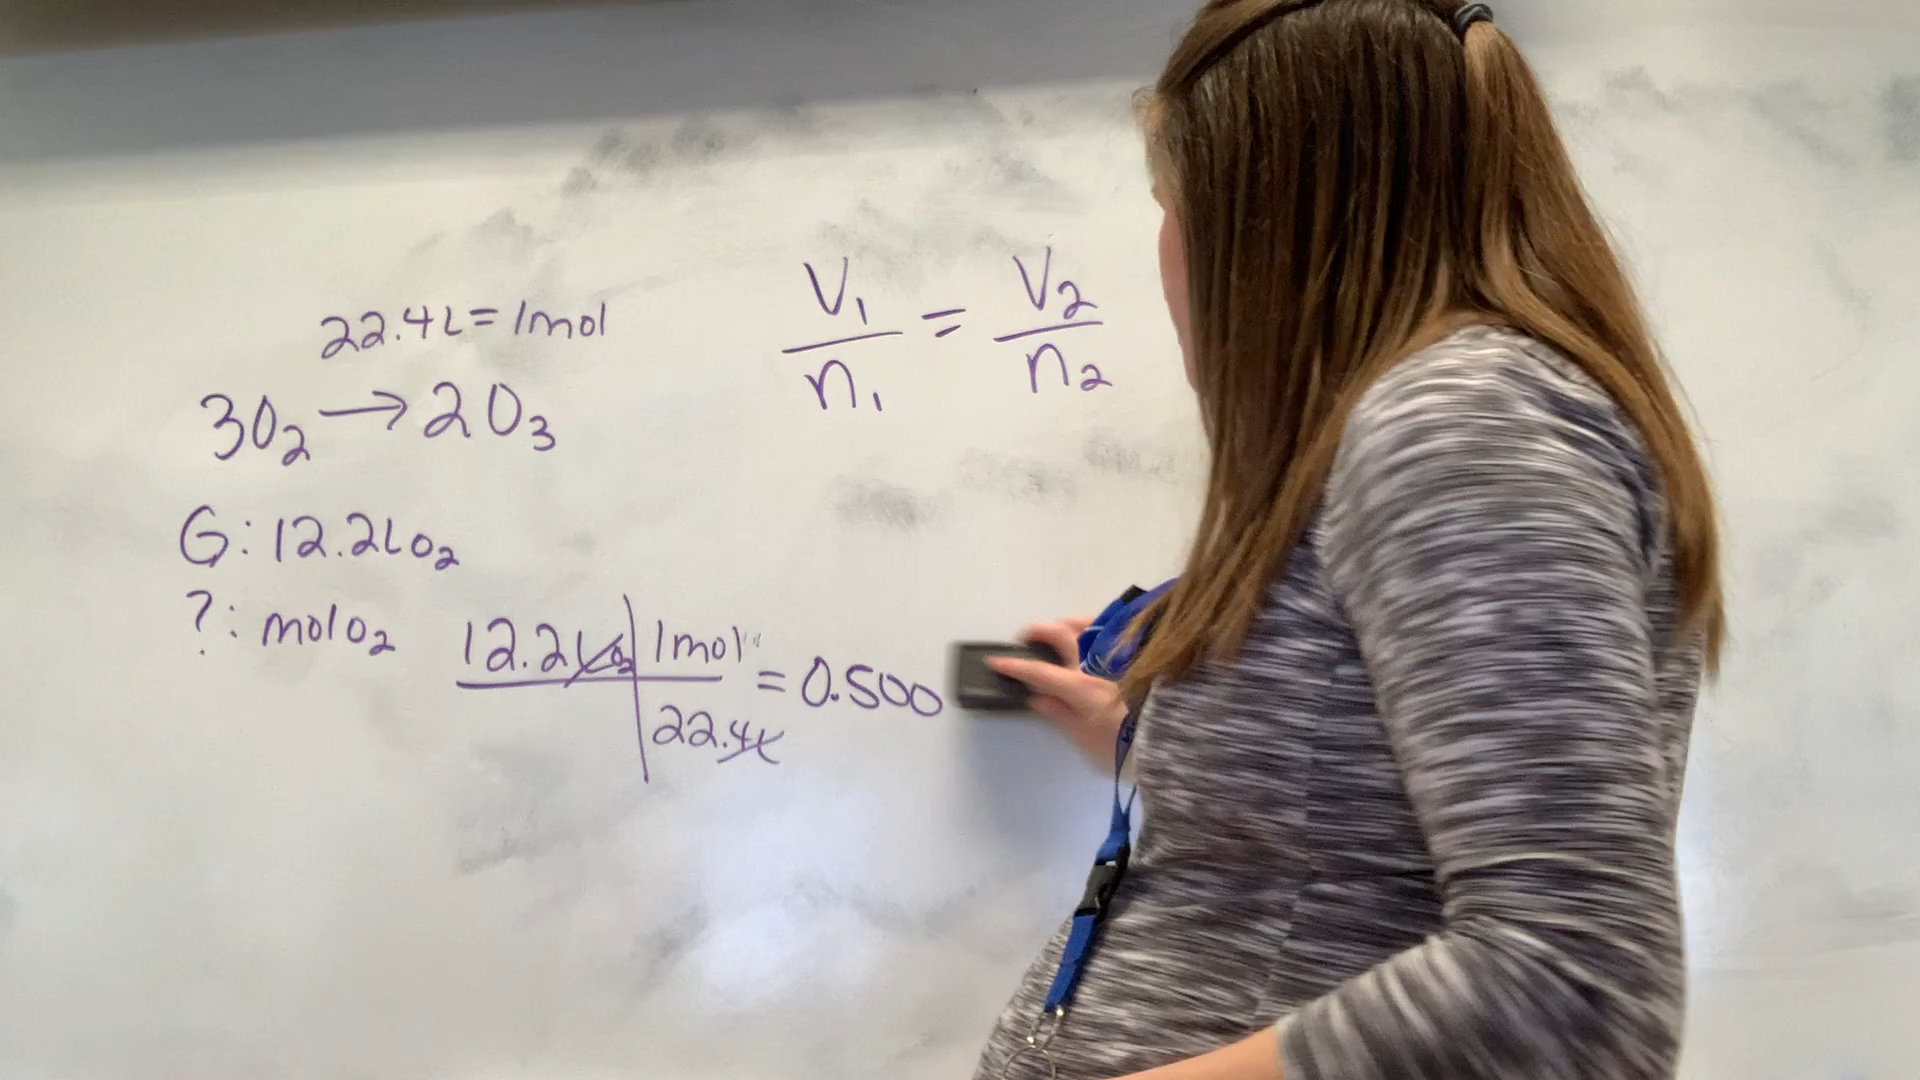 22.4L = 1mol
3O₂ → 2O₃
V₁/n₁ = V₂/n₂
G: 12.2L O₂
?: mol O₂
12.2 L O₂ | 1mol
22.4L
= 0.500